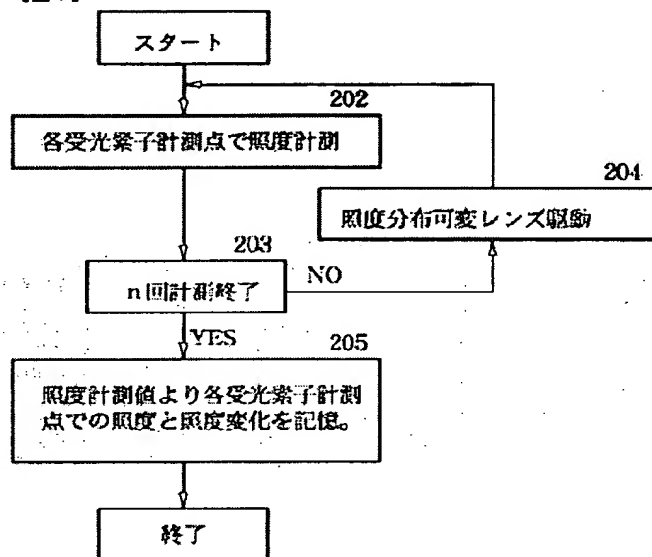 スタート
202
各受光素子計測点で照度計測
204
照度分布可変レンズ駆動
203
n回計測終了
NO
YES
205
照度計測値より各受光素子計測
点での照度と照度変化を記憶。
終了